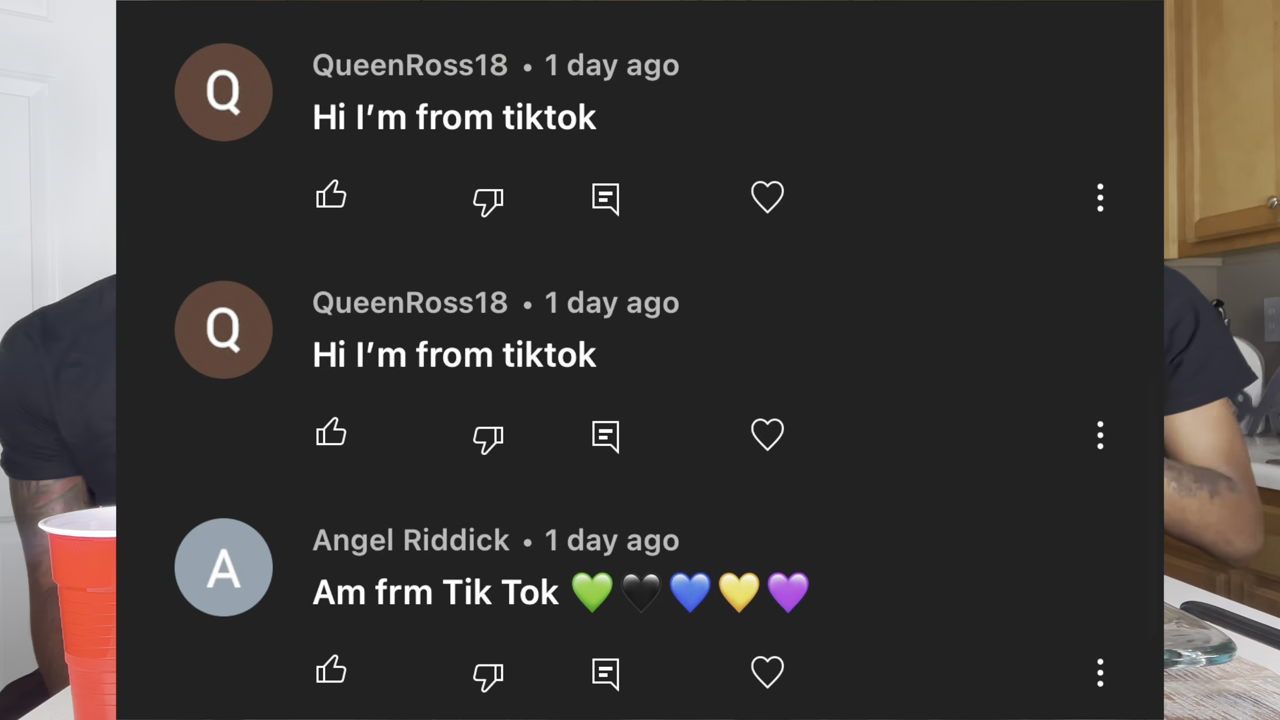 Q
QueenRoss18 • 1 day ago
Hi I’m from tiktok
Q
QueenRoss18 • 1 day ago
Hi I’m from tiktok
A
Angel Riddick • 1 day ago
Am frm Tik Tok 💚🖤💙💛💜